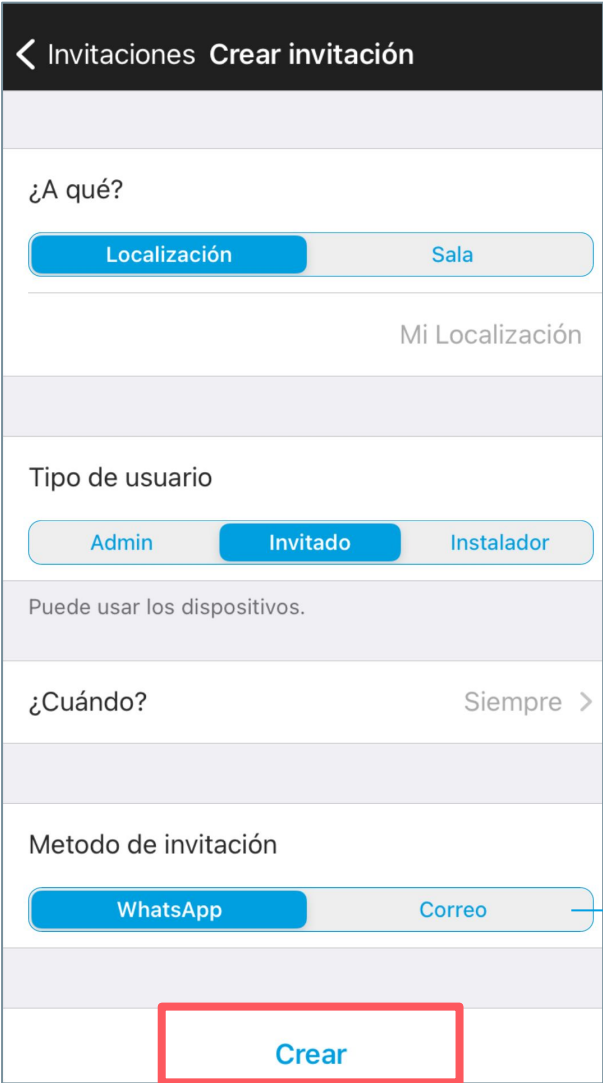 Invitaciones Crear invitación
¿A qué?
Localización Sala
Mi Localización
Tipo de usuario
Admin Invitado Instalador
Puede usar los dispositivos.
¿Cuándo? Siempre
Metodo de invitación
WhatsApp Correo
Crear